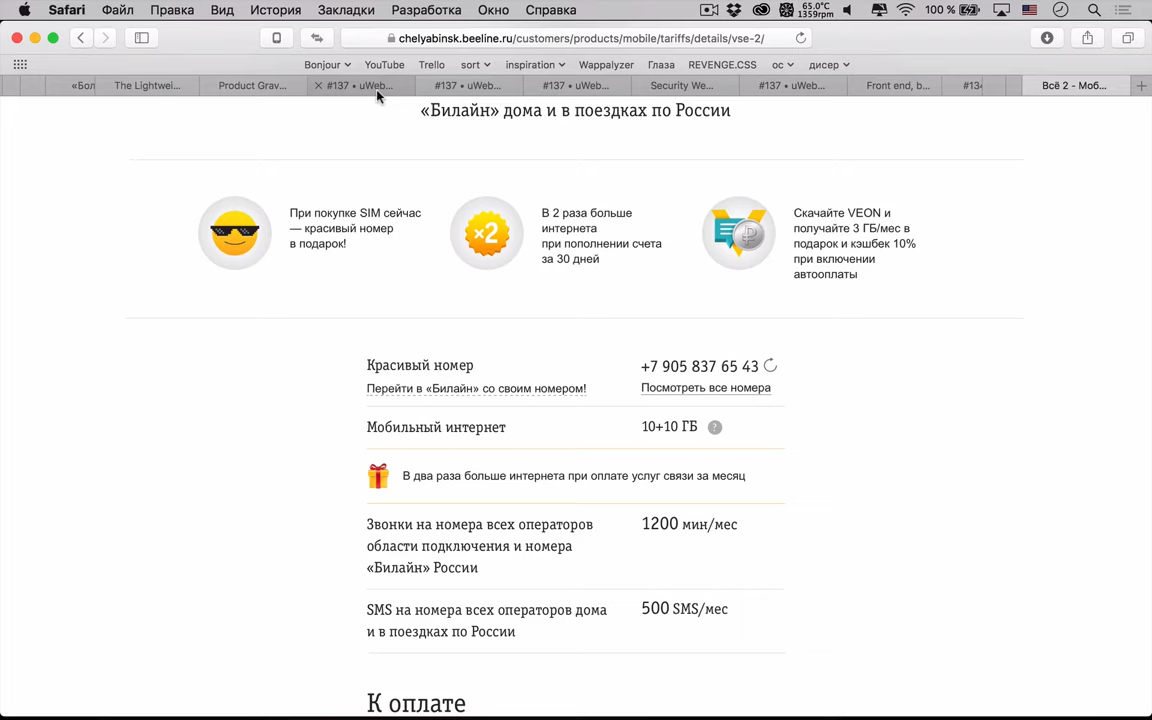 Safari Файл Правка Вид История Закладки Разработка Окно Справка 65.0°C 1359rpm 100 %
chelyabinsk.beeline.ru/customers/products/mobile/tariffs/details/vse-2/
Bonjour YouTube Trello sort inspiration Wappalyzer Глаза REVENGE.CSS ос дисер
«Бол The Lightwei... Product Grav... #137 • uWeb... #137 • uWeb... #137 • uWeb... Security We... #137 • uWeb... Front end, b... #134 Всё 2 - Моб...
«Билайн» дома и в поездках по России
При покупке SIM сейчас
— красивый номер
в подарок!
x2
В 2 раза больше
интернета
при пополнении счета
за 30 дней
Скачайте VEON и
получайте 3 ГБ/мес в
подарок и кэшбек 10%
при включении
автооплаты
Красивый номер +7 905 837 65 43
Перейти в «Билайн» со своим номером! Посмотреть все номера
Мобильный интернет 10+10 ГБ ?
В два раза больше интернета при оплате услуг связи за месяц
Звонки на номера всех операторов 1200 мин/мес
области подключения и номера
«Билайн» России
SMS на номера всех операторов дома 500 SMS/мес
и в поездках по России
К оплате